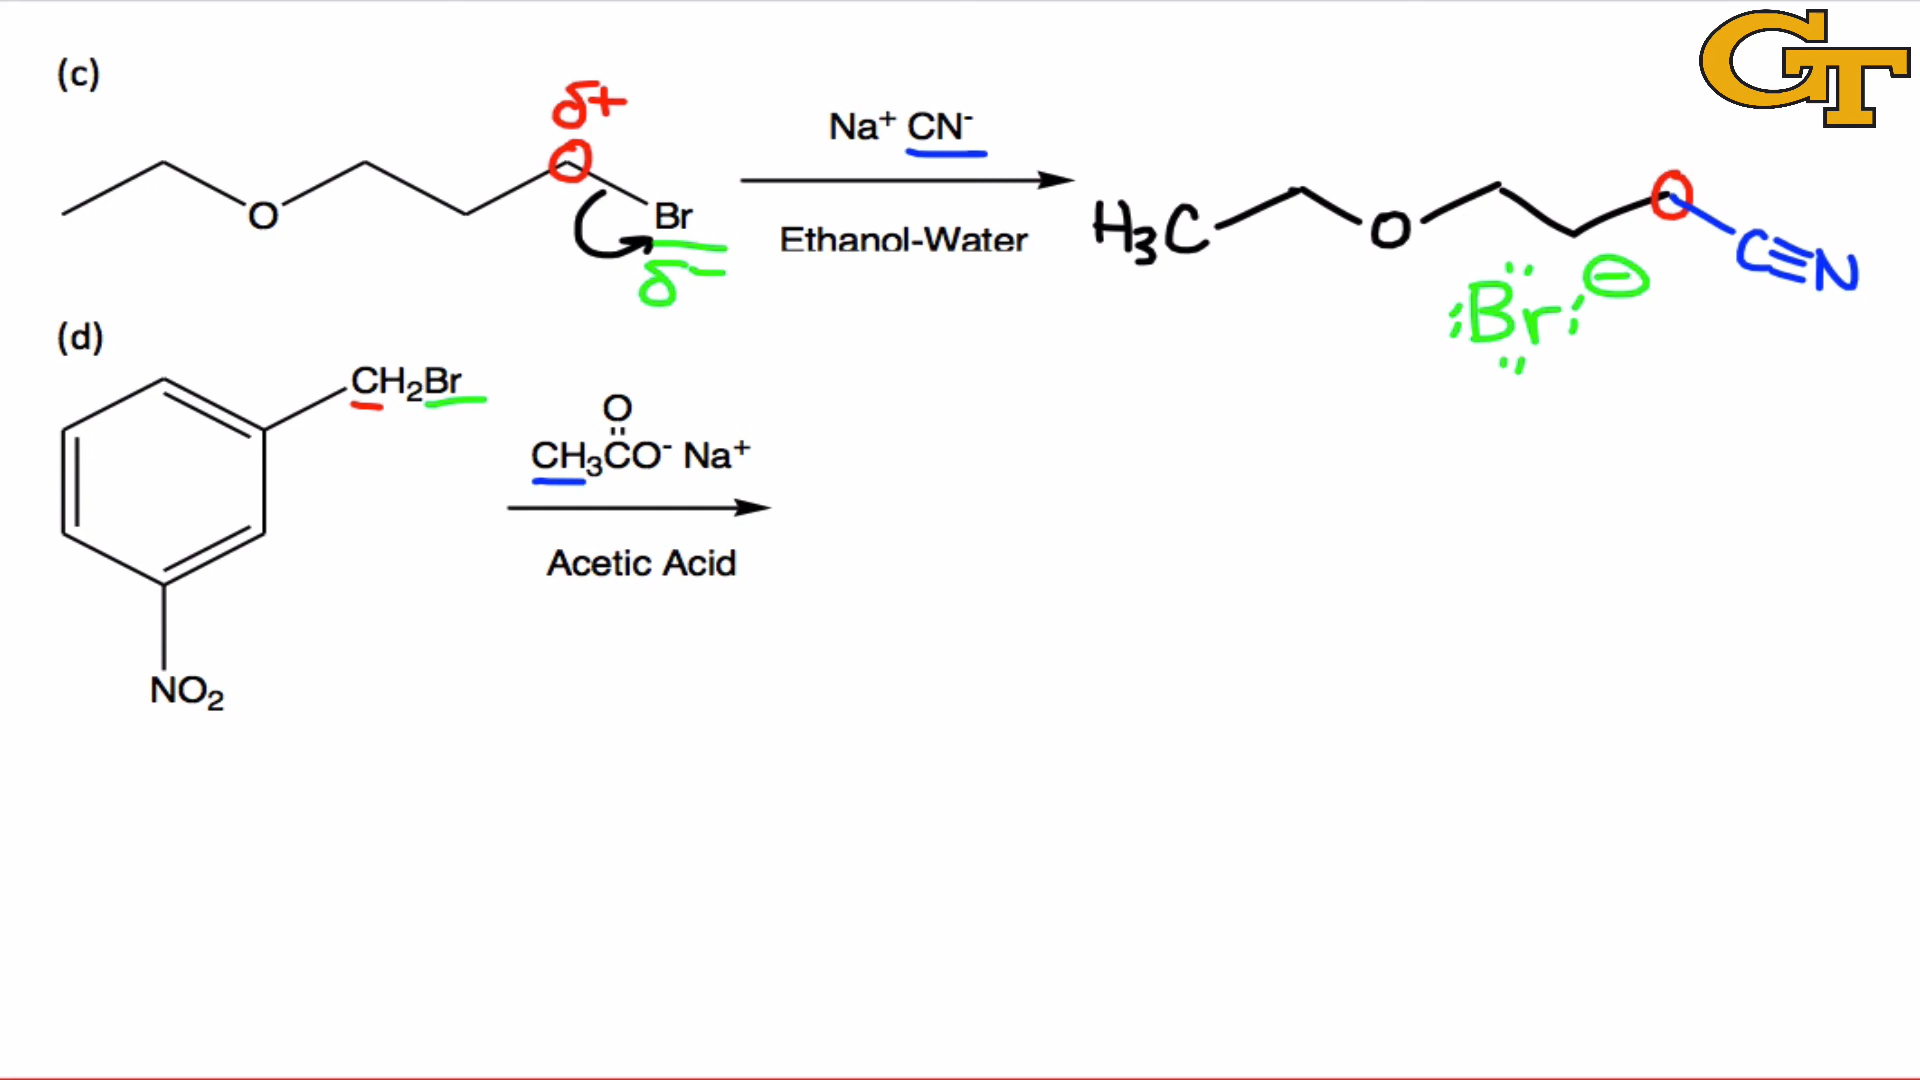 GT
(c)
δ+
O
Br
δ-
Na⁺ CN⁻
Ethanol-Water
H₃C
O
C≡N
:Br: ⊖
(d)
CH₂Br
NO₂
O
CH₃CO⁻ Na⁺
Acetic Acid